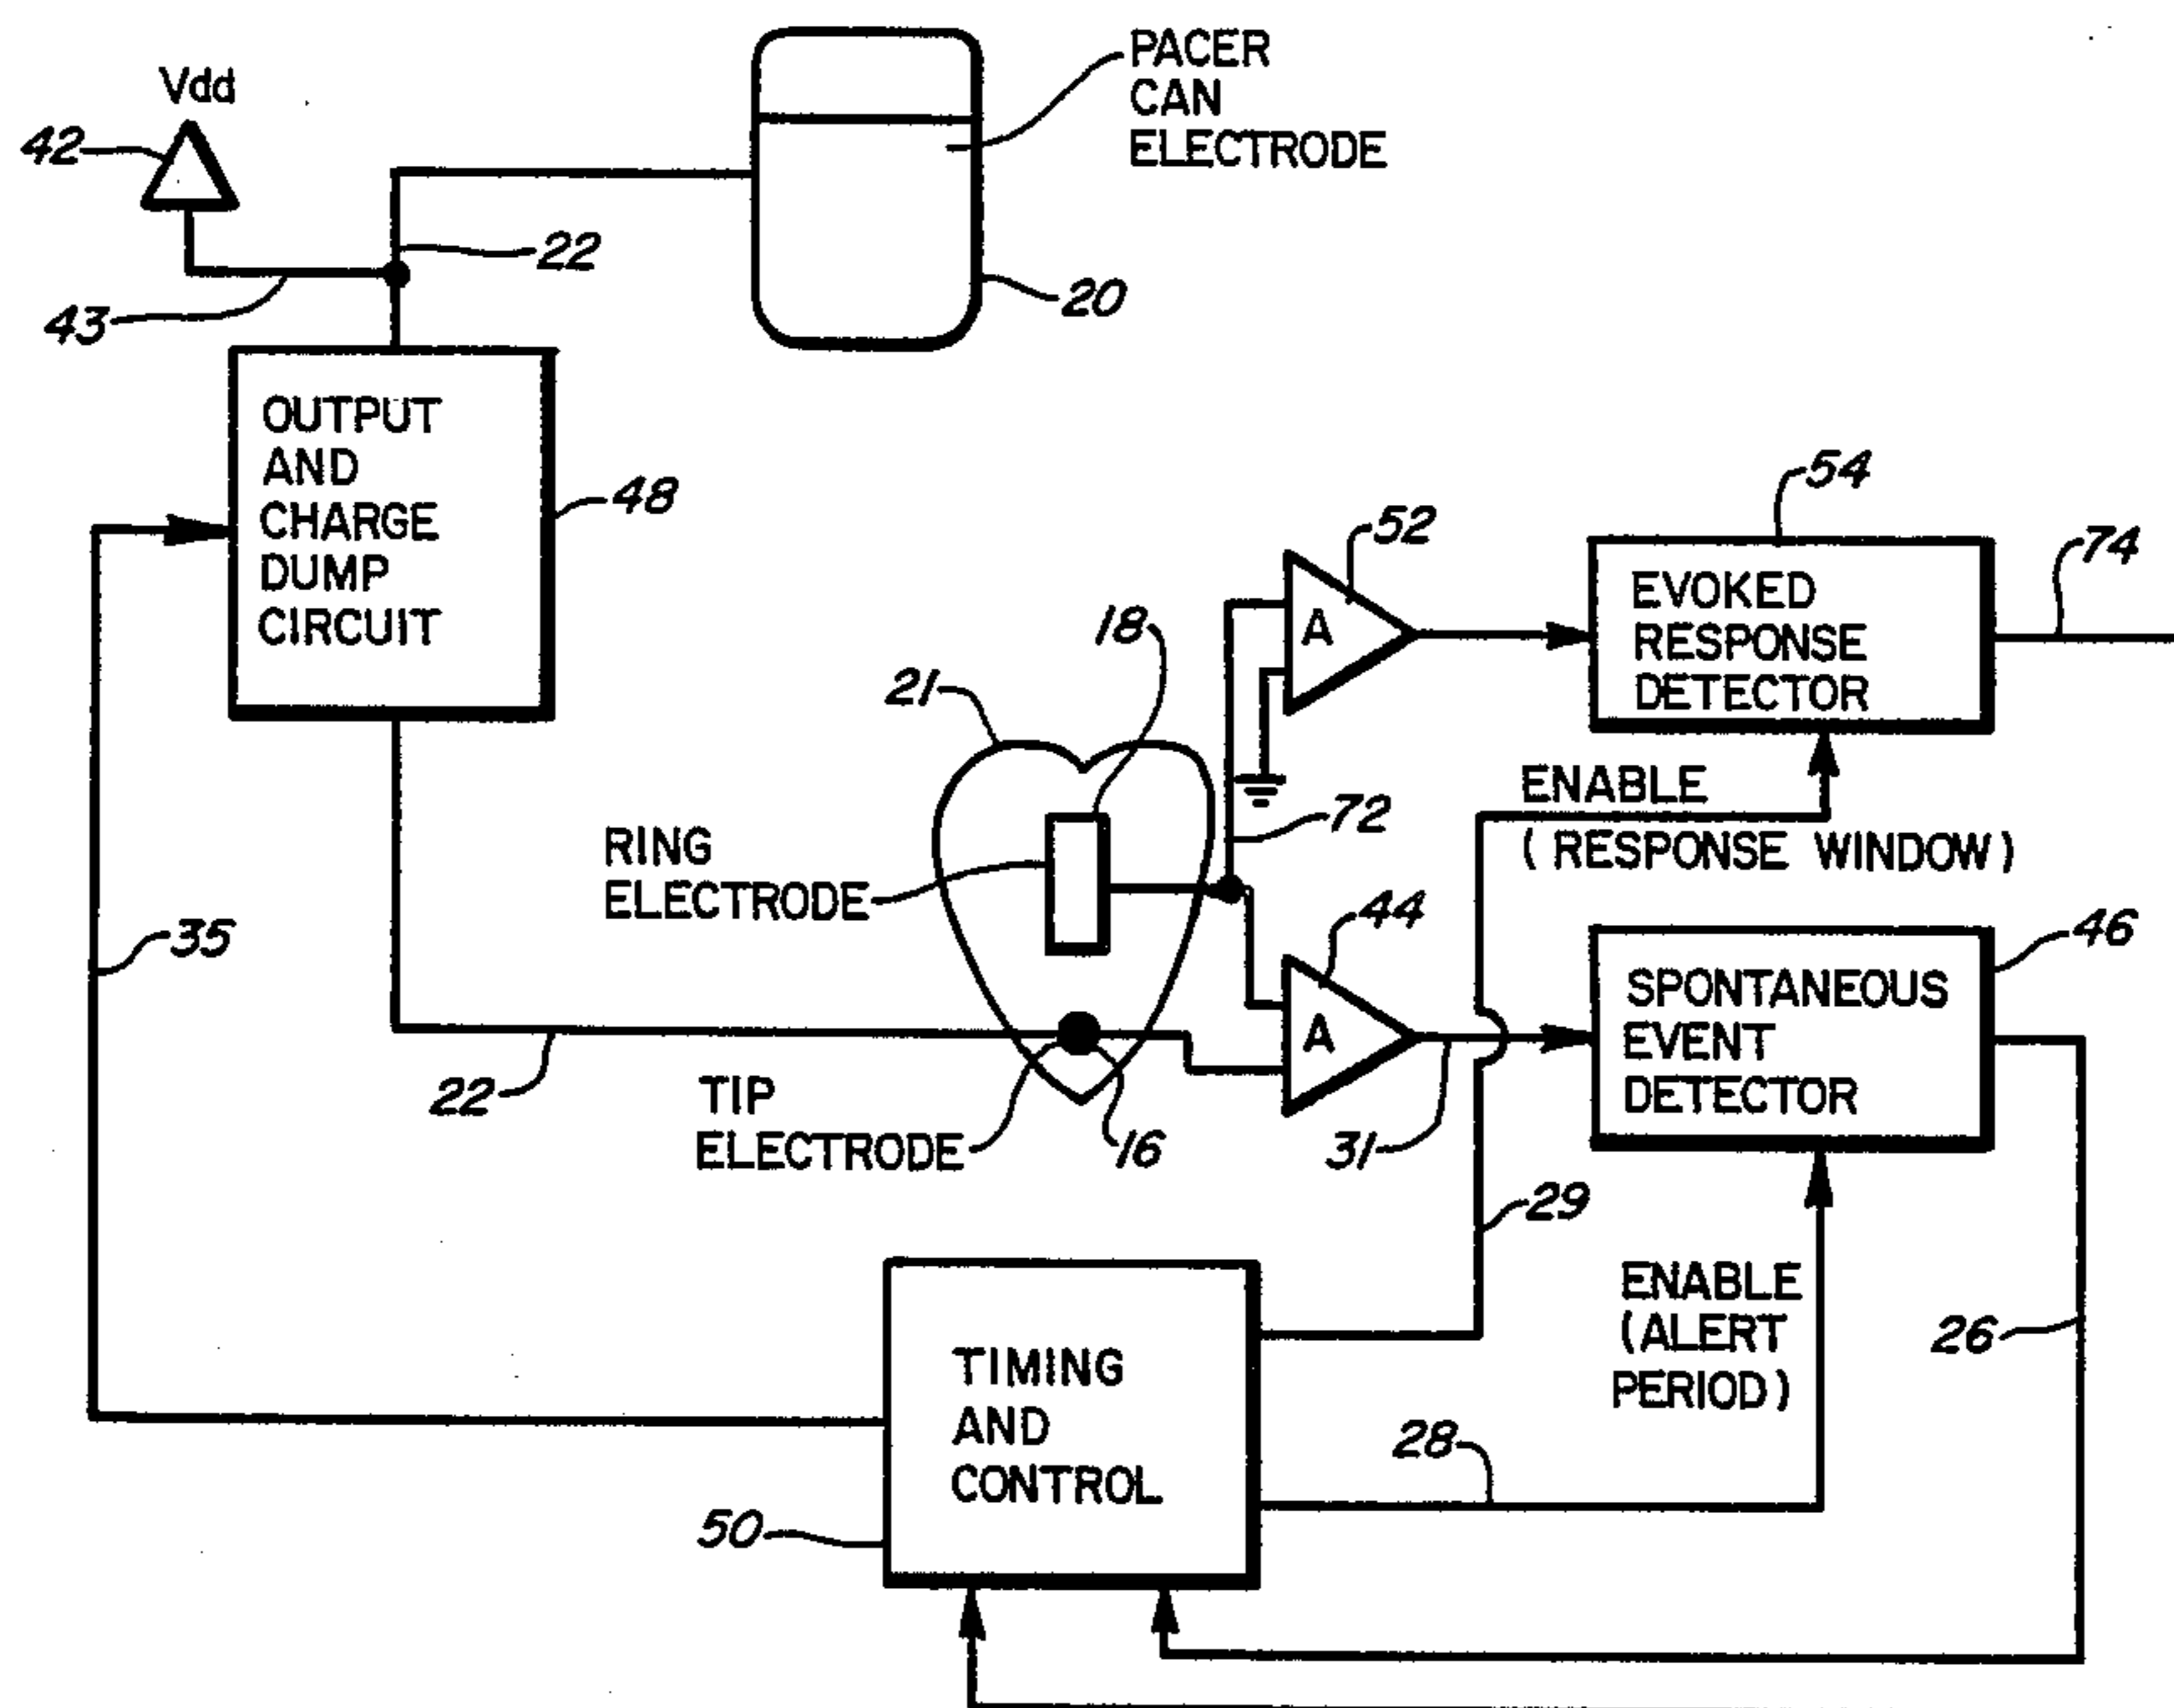 PACER
CAN
ELECTRODE
Vdd
42
22
43
20
OUTPUT
AND
CHARGE
DUMP
CIRCUIT
48
54
52
74
EVOKED
RESPONSE
DETECTOR
A
18
21
ENABLE
( RESPONSE WINDOW )
72
RING
ELECTRODE
44
46
35
SPONTANEOUS
EVENT
DETECTOR
A
22
TIP
ELECTRODE
16
31
29
ENABLE
(ALERT
PERIOD)
26
TIMING
AND
CONTROL
28
50